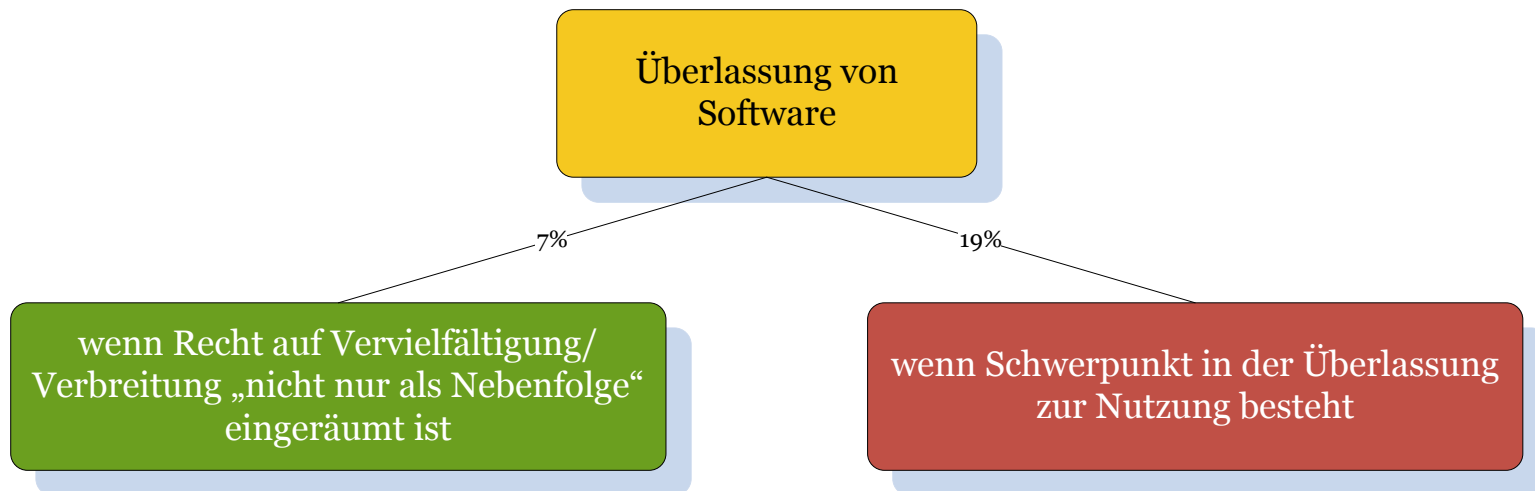 Überlassung von
Software
7%
19%
wenn Recht auf Vervielfältigung/
Verbreitung „nicht nur als Nebenfolge“
eingeräumt ist
wenn Schwerpunkt in der Überlassung
zur Nutzung besteht